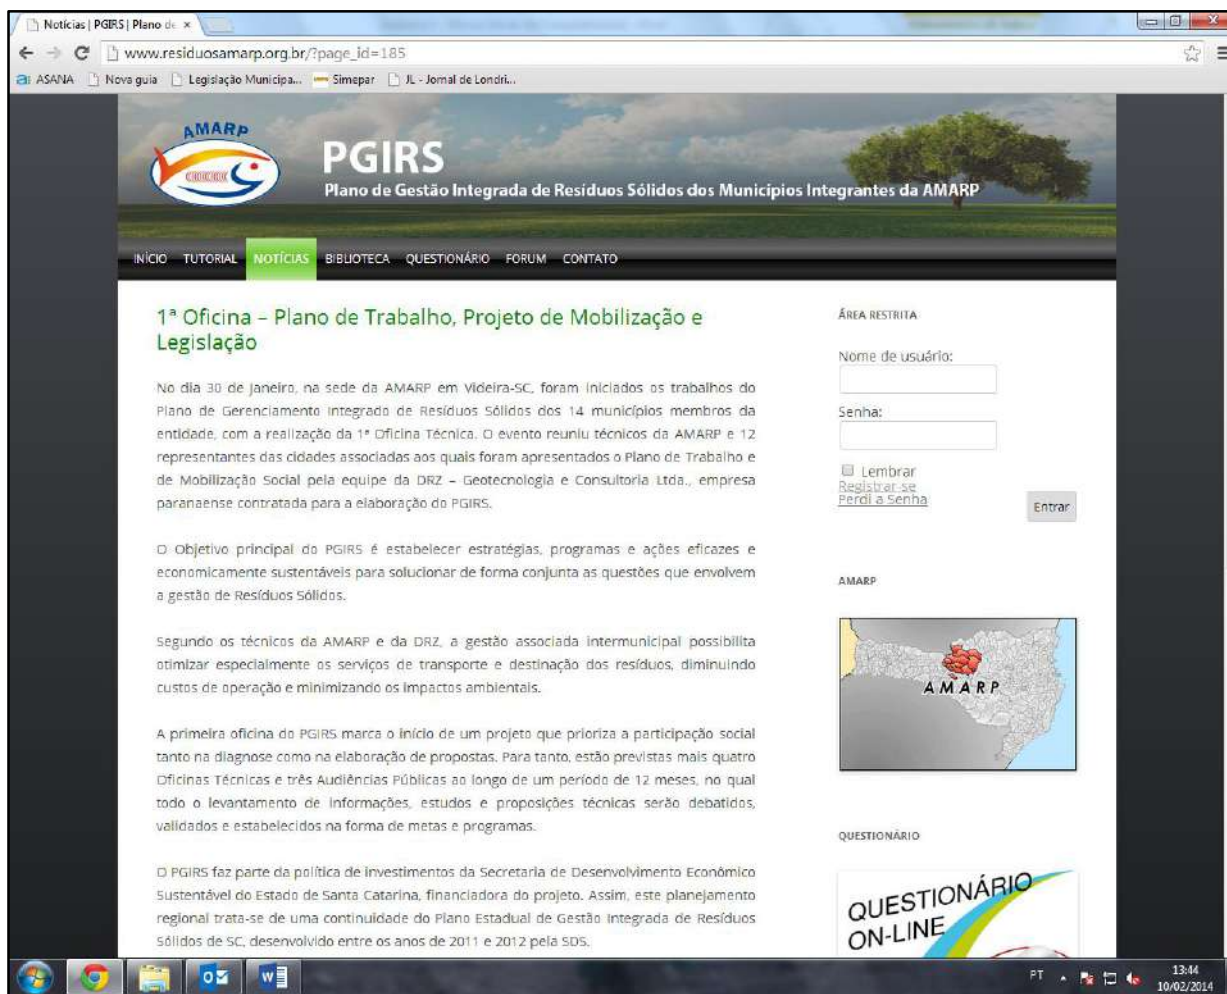 Notícias | PGIRS | Plano de
www.residuosamarp.org.br/?page_id=185
ASANA Nova guia Legislação Municipa... Simepar JL - Jornal de Londri...
AMARP
PGIRS
Plano de Gestão Integrada de Resíduos Sólidos dos Municípios Integrantes da AMARP
INÍCIO TUTORIAL NOTÍCIAS BIBLIOTECA QUESTIONÁRIO FORUM CONTATO
1ª Oficina – Plano de Trabalho, Projeto de Mobilização e
Legislação
No dia 30 de janeiro, na sede da AMARP em Videira-SC, foram iniciados os trabalhos do
Plano de Gerenciamento Integrado de Resíduos Sólidos dos 14 municípios membros da
entidade, com a realização da 1ª Oficina Técnica. O evento reuniu técnicos da AMARP e 12
representantes das cidades associadas aos quais foram apresentados o Plano de Trabalho e
de Mobilização Social pela equipe da DRZ – Geotecnologia e Consultoria Ltda., empresa
paranaense contratada para a elaboração do PGIRS.
O Objetivo principal do PGIRS é estabelecer estratégias, programas e ações eficazes e
economicamente sustentáveis para solucionar de forma conjunta as questões que envolvem
a gestão de Resíduos Sólidos.
Segundo os técnicos da AMARP e da DRZ, a gestão associada intermunicipal possibilita
otimizar especialmente os serviços de transporte e destinação dos resíduos, diminuindo
custos de operação e minimizando os impactos ambientais.
A primeira oficina do PGIRS marca o início de um projeto que prioriza a participação social
tanto na diagnose como na elaboração de propostas. Para tanto, estão previstas mais quatro
Oficinas Técnicas e três Audiências Públicas ao longo de um período de 12 meses, no qual
todo o levantamento de informações, estudos e proposições técnicas serão debatidos,
validados e estabelecidos na forma de metas e programas.
O PGIRS faz parte da política de investimentos da Secretaria de Desenvolvimento Econômico
Sustentável do Estado de Santa Catarina, financiadora do projeto. Assim, este planejamento
regional trata-se de uma continuidade do Plano Estadual de Gestão Integrada de Resíduos
Sólidos de SC, desenvolvido entre os anos de 2011 e 2012 pela SDS.
ÁREA RESTRITA
Nome de usuário:
Senha:
Lembrar
Registrar-se
Perdi a Senha
Entrar
AMARP
AMARP
QUESTIONÁRIO
QUESTIONÁRIO
ON-LINE
PT
13:44
10/02/2014